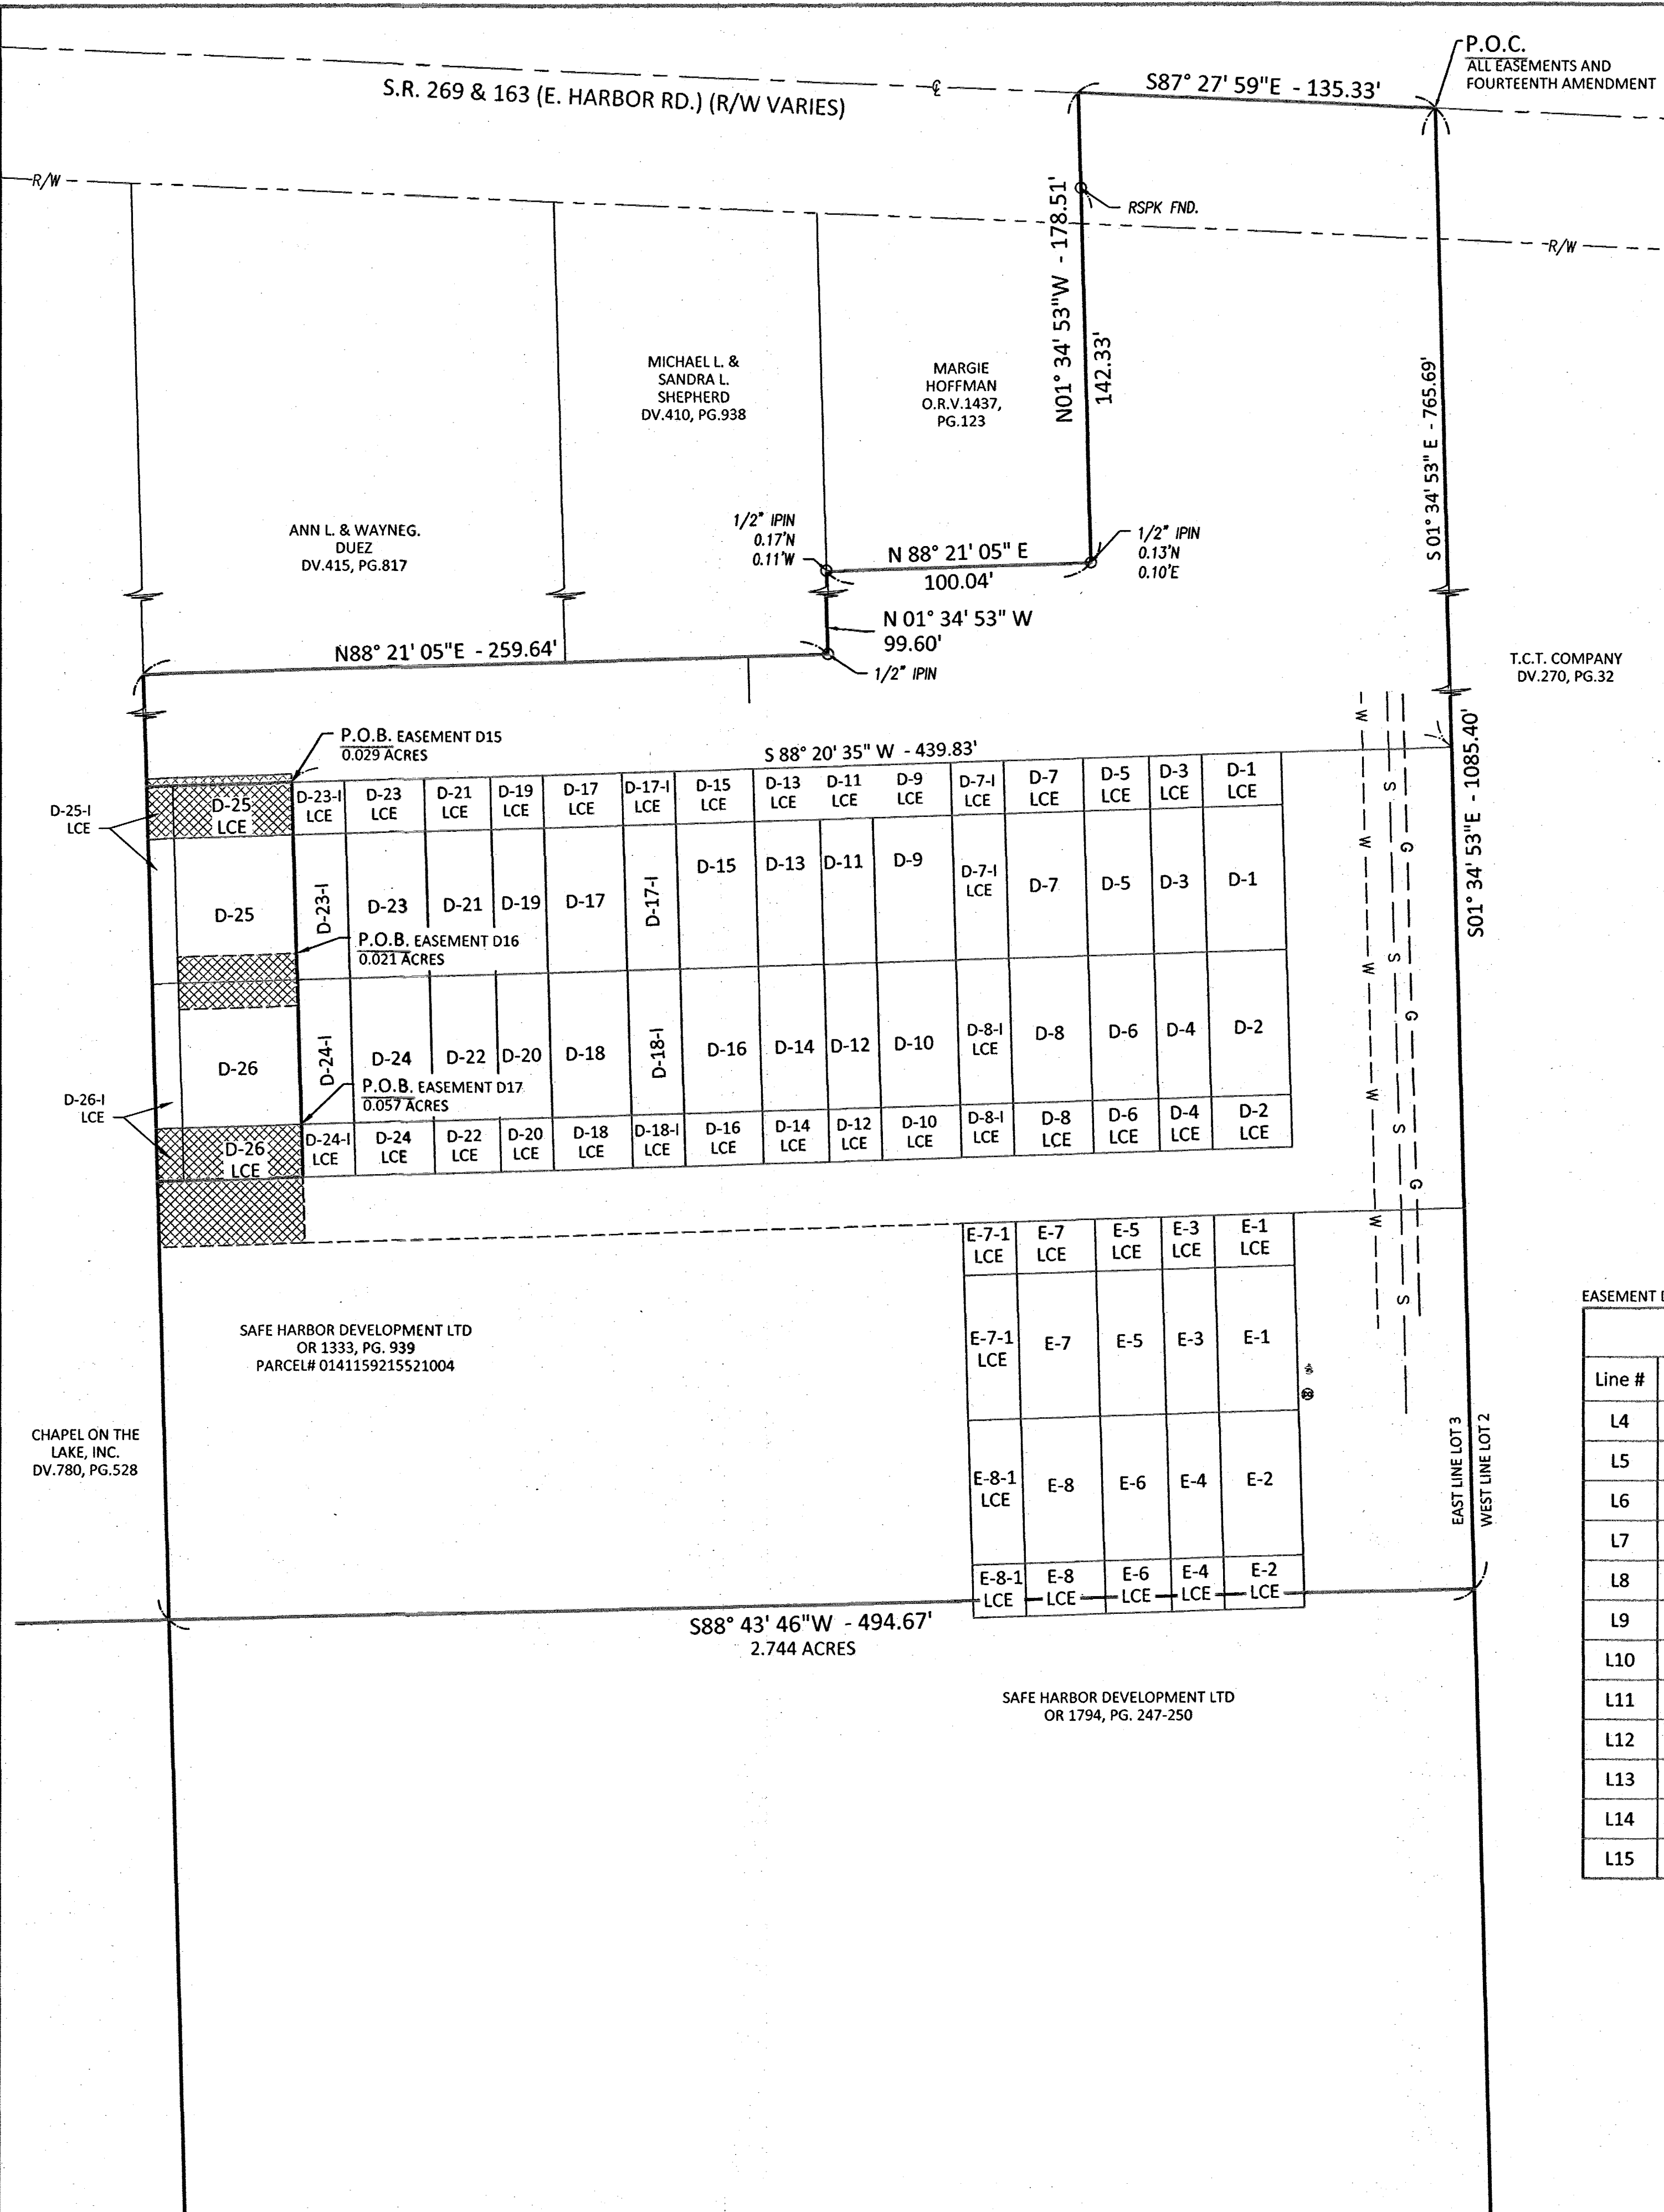 P.O.C.
ALL EASEMENTS AND
FOURTEENTH AMENDMENT
S87° 27' 59"E - 135.33'
S.R. 269 & 163 (E. HARBOR RD.) (R/W VARIES)
R/W
RSPK FND.
R/W
N01° 34' 53"W - 178.51'
142.33'
S 01° 34' 53" E - 765.69'
MICHAEL L. &
SANDRA L.
SHEPHERD
DV.410, PG.938
MARGIE
HOFFMAN
O.R.V.1437,
PG.123
ANN L. & WAYNEG.
DUEZ
DV.415, PG.817
1/2" IPIN
0.17'N
0.11'W
N 88° 21' 05" E
100.04'
1/2" IPIN
0.13'N
0.10'E
N 01° 34' 53" W
99.60'
N88° 21' 05"E - 259.64'
1/2" IPIN
T.C.T. COMPANY
DV.270, PG.32
P.O.B. EASEMENT D15
0.029 ACRES
S 88° 20' 35" W - 439.83'
S01° 34' 53"E - 1085.40'
D-25-I
LCE
D-25
LCE
D-23-I
LCE
D-23
LCE
D-21
LCE
D-19
LCE
D-17
LCE
D-17-I
LCE
D-15
LCE
D-13
LCE
D-11
LCE
D-9
LCE
D-7-I
LCE
D-7
LCE
D-5
LCE
D-3
LCE
D-1
LCE
D-25
D-23-I
D-23
D-21
D-19
D-17
D-17-I
D-15
D-13
D-11
D-9
D-7-I
LCE
D-7
D-5
D-3
D-1
P.O.B. EASEMENT D16
0.021 ACRES
D-26
D-24-I
D-24
D-22
D-20
D-18
D-18-I
D-16
D-14
D-12
D-10
D-8-I
LCE
D-8
D-6
D-4
D-2
P.O.B. EASEMENT D17
0.057 ACRES
D-26-I
LCE
D-26
LCE
D-24-I
LCE
D-24
LCE
D-22
LCE
D-20
LCE
D-18
LCE
D-18-I
LCE
D-16
LCE
D-14
LCE
D-12
LCE
D-10
LCE
D-8-I
LCE
D-8
LCE
D-6
LCE
D-4
LCE
D-2
LCE
W
W
W
W
W
S
S
S
S
G
G
G
E-7-1
LCE
E-7
LCE
E-5
LCE
E-3
LCE
E-1
LCE
E-7-1
LCE
E-7
E-5
E-3
E-1
E-8-1
LCE
E-8
E-6
E-4
E-2
E-8-1
LCE
E-8
LCE
E-6
LCE
E-4
LCE
E-2
LCE
SAFE HARBOR DEVELOPMENT LTD
OR 1333, PG. 939
PARCEL# 0141159215521004
CHAPEL ON THE
LAKE, INC.
DV.780, PG.528
EAST LINE LOT 3
WEST LINE LOT 2
S88° 43' 46"W - 494.67'
2.744 ACRES
SAFE HARBOR DEVELOPMENT LTD
OR 1794, PG. 247-250
EASEMENT
Line #
L4
L5
L6
L7
L8
L9
L10
L11
L12
L13
L14
L15